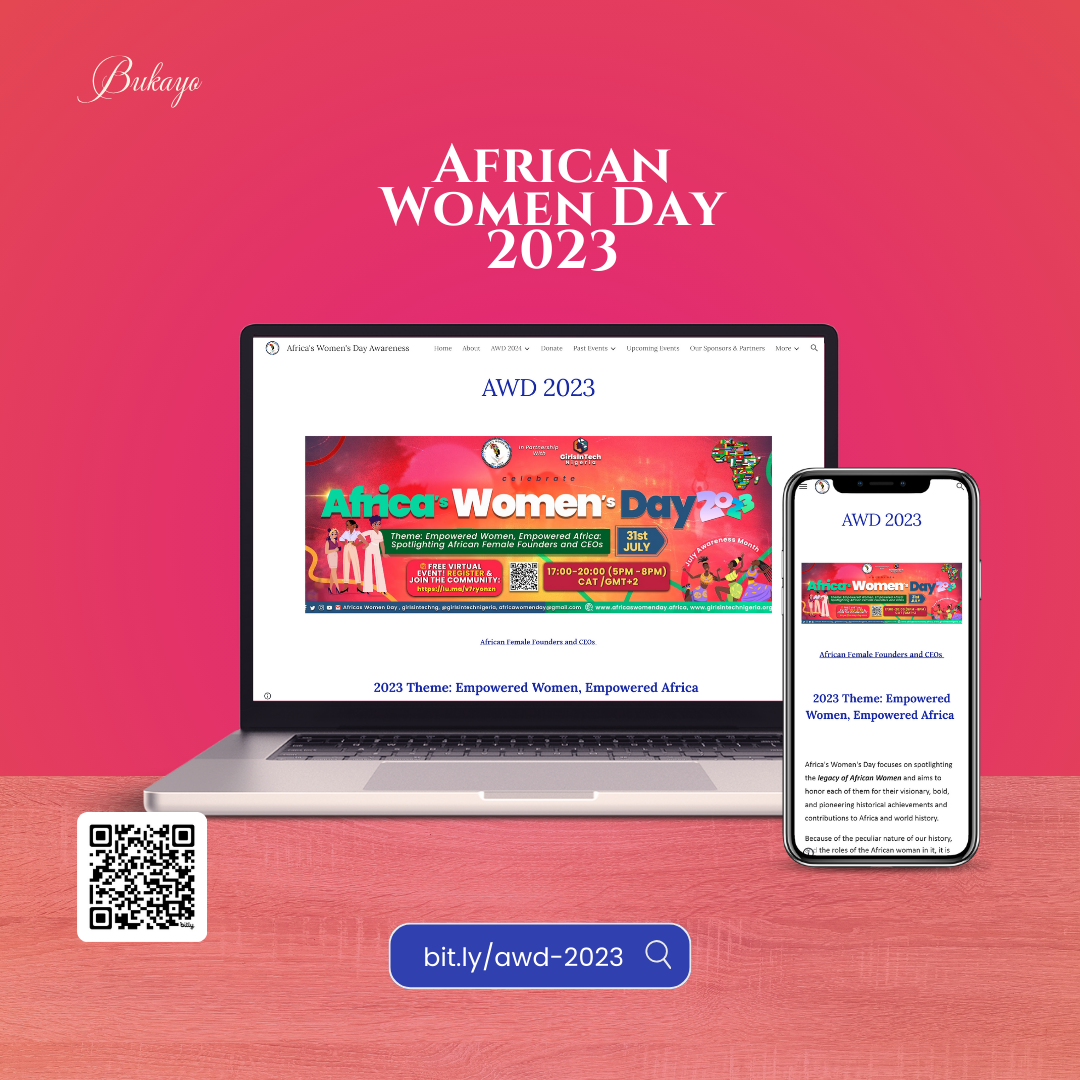 Bukayo
African
Women Day
2023
Africa's Women's Day Awareness
Home About AWD 2024 Donate Past Events Upcoming Events Our Sponsors & Partners More
AWD 2023
In Partnership
With
GirlsInTech
Nigeria
celebrate
Africa's Women's Day 2023
Theme: Empowered Women, Empowered Africa:
Spotlighting African Female Founders and CEOs
31st
JULY
July Awareness Month
FREE VIRTUAL
EVENT! REGISTER &
JOIN THE COMMUNITY:
https://lu.ma/v7ryonzn
17:00-20:00 (5PM -8PM)
CAT /GMT+2
Africas Women Day , girlsintechng, @girlsintechnigeria, africawomenday@gmail.com www.africaswomenday.africa, www.girlsintechnigeria.org
African Female Founders and CEOs
2023 Theme: Empowered Women, Empowered Africa
AWD 2023
Africa's Women's Day 2023
African Female Founders and CEOs
2023 Theme: Empowered
Women, Empowered Africa
Africa's Women's Day focuses on spotlighting
the legacy of African Women and aims to
honor each of them for their visionary, bold,
and pioneering historical achievements and
contributions to Africa and world history.
Because of the peculiar nature of our history,
the roles of the African woman in it, it is
bitly
bit.ly/awd-2023